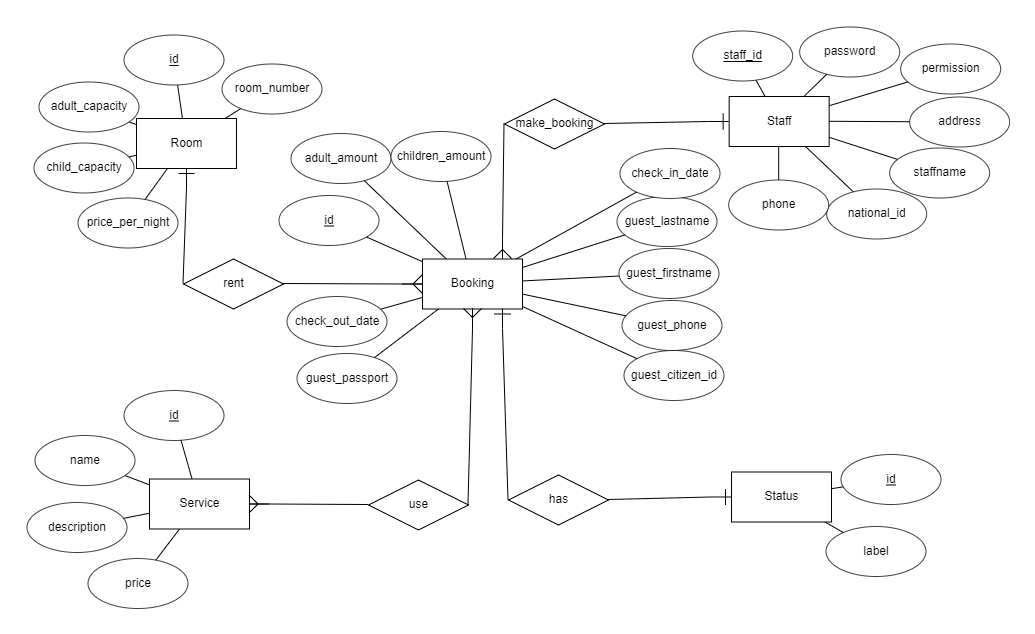 id
room_number
adult_capacity
Room
child_capacity
price_per_night
rent
staff_id
password
permission
Staff
address
staffname
national_id
phone
make_booking
adult_amount
children_amount
id
check_in_date
guest_lastname
guest_firstname
Booking
check_out_date
guest_phone
guest_passport
guest_citizen_id
id
name
Service
description
price
use
has
Status
id
label